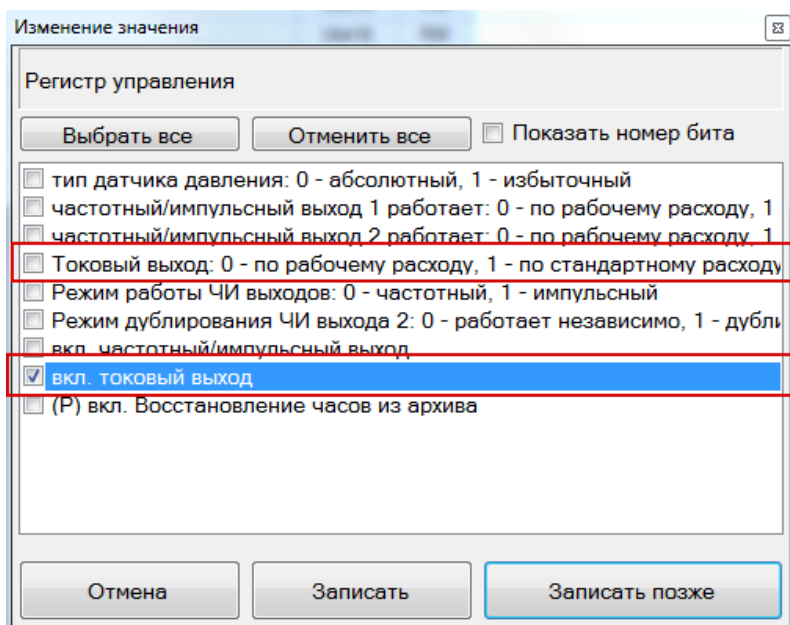 Изменение значения
Регистр управления
Выбрать все Отменить все Показать номер бита
тип датчика давления: 0 - абсолютный, 1 - избыточный
частотный/импульсный выход 1 работает: 0 - по рабочему расходу, 1
частотный/импульсный выход 2 работает: 0 - по рабочему расходу, 1
Токовый выход: 0 - по рабочему расходу, 1 - по стандартному расходу
Режим работы ЧИ выходов: 0 - частотный, 1 - импульсный
Режим дублирования ЧИ выхода 2: 0 - работает независимо, 1 - дубли
вкл. частотный/импульсный выход
вкл. токовый выход
(Р) вкл. Восстановление часов из архива
Отмена Записать Записать позже